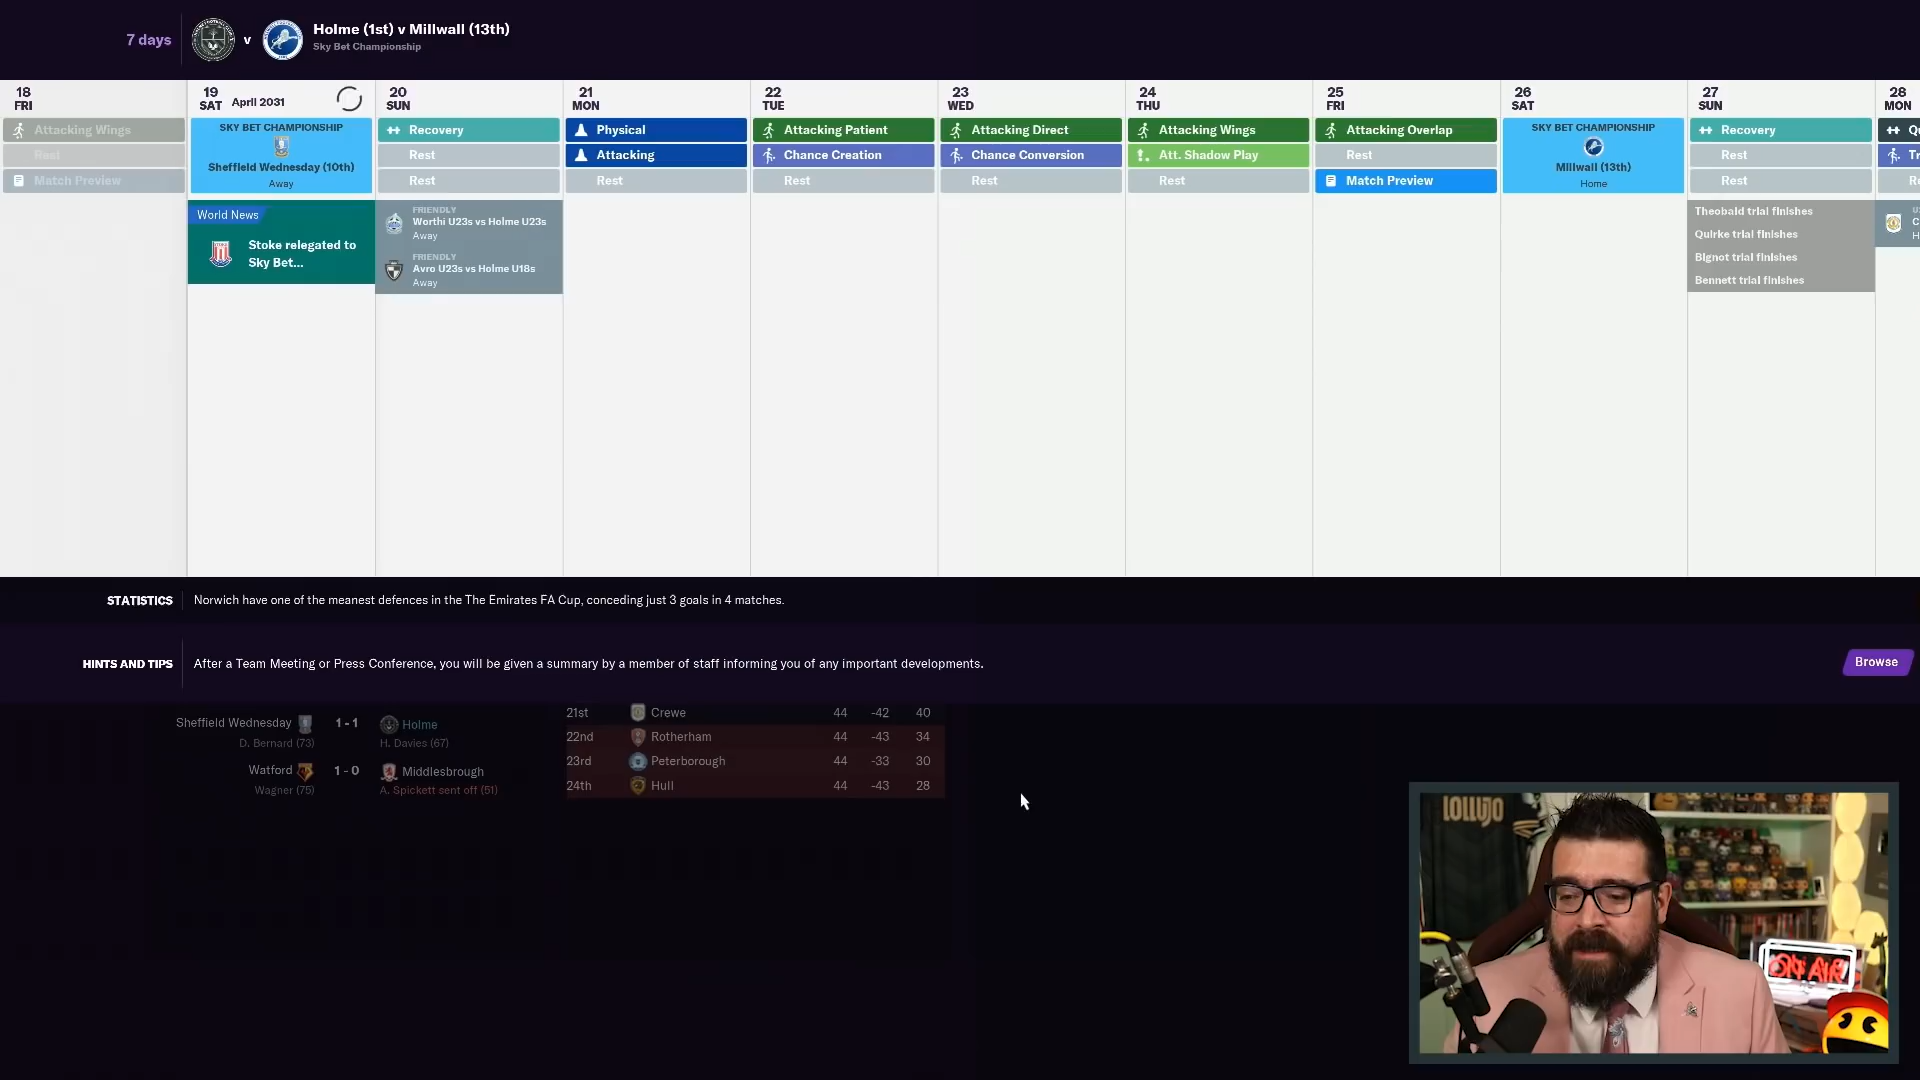 7 days
v
Holme (1st) v Millwall (13th)
Sky Bet Championship
18
FRI
Attacking Wings
Rest
Match Preview
19
SAT April 2031
SKY BET CHAMPIONSHIP
Sheffield Wednesday (10th)
Away
World News
Stoke relegated to
Sky Bet...
20
SUN
Recovery
Rest
Rest
FRIENDLY
Worthi U23s vs Holme U23s
Away
FRIENDLY
Avro U23s vs Holme U18s
Away
21
MON
Physical
Attacking
Rest
22
TUE
Attacking Patient
Chance Creation
Rest
23
WED
Attacking Direct
Chance Conversion
Rest
24
THU
Attacking Wings
Att. Shadow Play
Rest
25
FRI
Attacking Overlap
Rest
Match Preview
26
SAT
SKY BET CHAMPIONSHIP
Millwall (13th)
Home
27
SUN
Recovery
Rest
Rest
Theobald trial finishes
Quirke trial finishes
Bignot trial finishes
Bennett trial finishes
28
MON
STATISTICS
Norwich have one of the meanest defences in the The Emirates FA Cup, conceding just 3 goals in 4 matches.
HINTS AND TIPS
After a Team Meeting or Press Conference, you will be given a summary by a member of staff informing you of any important developments.
Browse
Sheffield Wednesday 1 - 1 Holme
D. Bernard (73) H. Davies (67)
Watford 1 - 0 Middlesbrough
Wagner (75) A. Spickett sent off (51)
21st Crewe 44 -42 40
22nd Rotherham 44 -43 34
23rd Peterborough 44 -33 30
24th Hull 44 -43 28
lollujo
ON AIR